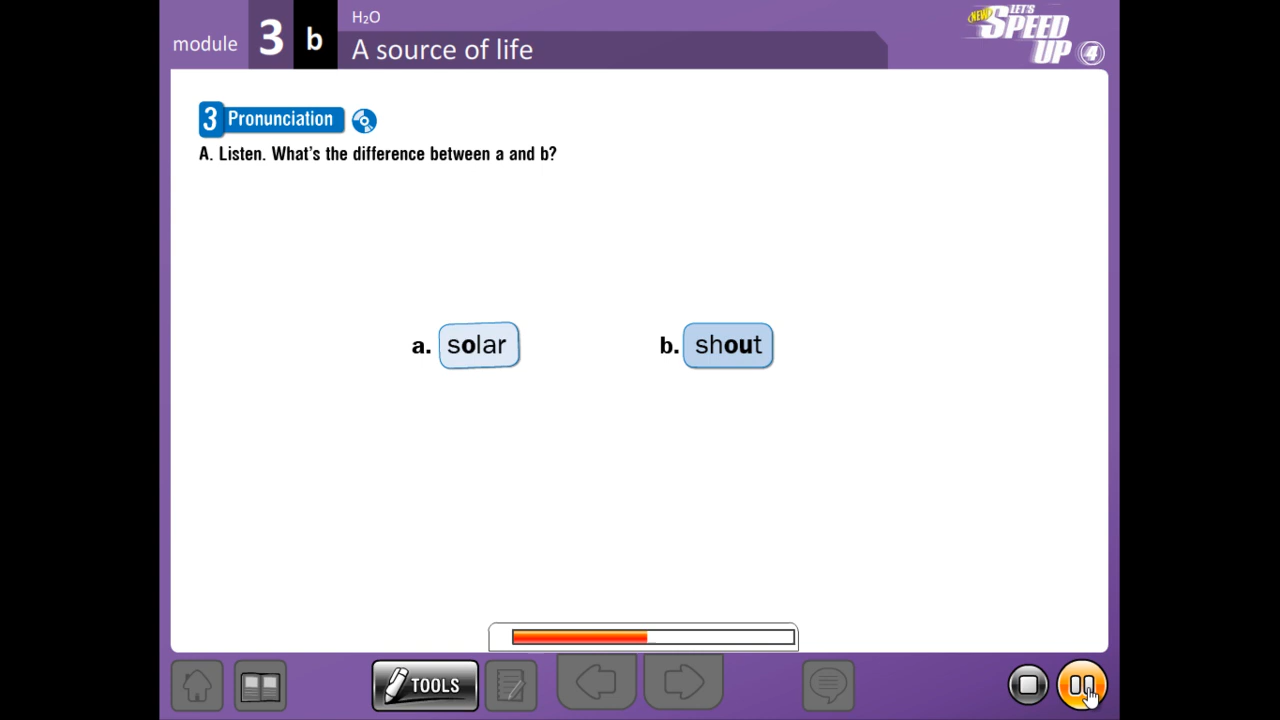 module 3 b
H₂O
A source of life
NEW LET'S SPEED UP 4
3 Pronunciation
A. Listen. What's the difference between a and b?
a. solar
b. shout
TOOLS